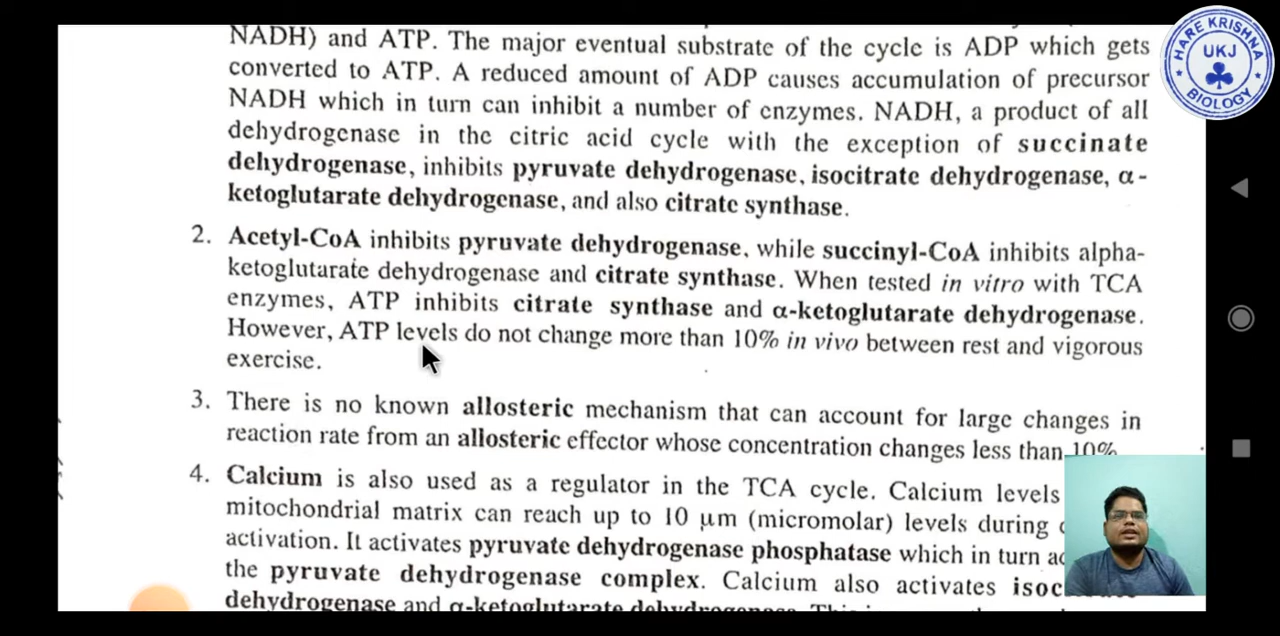 NADH) and ATP. The major eventual substrate of the cycle is ADP which gets
converted to ATP. A reduced amount of ADP causes accumulation of precursor
NADH which in turn can inhibit a number of enzymes. NADH, a product of all
dehydrogenase in the citric acid cycle with the exception of succinate
dehydrogenase, inhibits pyruvate dehydrogenase, isocitrate dehydrogenase, α-
ketoglutarate dehydrogenase, and also citrate synthase.
2. Acetyl-CoA inhibits pyruvate dehydrogenase, while succinyl-CoA inhibits alpha-
ketoglutarate dehydrogenase and citrate synthase. When tested in vitro with TCA
enzymes, ATP inhibits citrate synthase and α-ketoglutarate dehydrogenase.
However, ATP levels do not change more than 10% in vivo between rest and vigorous
exercise.
3. There is no known allosteric mechanism that can account for large changes in
reaction rate from an allosteric effector whose concentration changes less than 10%
4. Calcium is also used as a regulator in the TCA cycle. Calcium levels
mitochondrial matrix can reach up to 10 μm (micromolar) levels during
activation. It activates pyruvate dehydrogenase phosphatase which in turn
the pyruvate dehydrogenase complex. Calcium also activates
dehydrogenase and α-ketoglutarate dehydrogenase.
HARE KRISHNA
UKJ
BIOLOGY